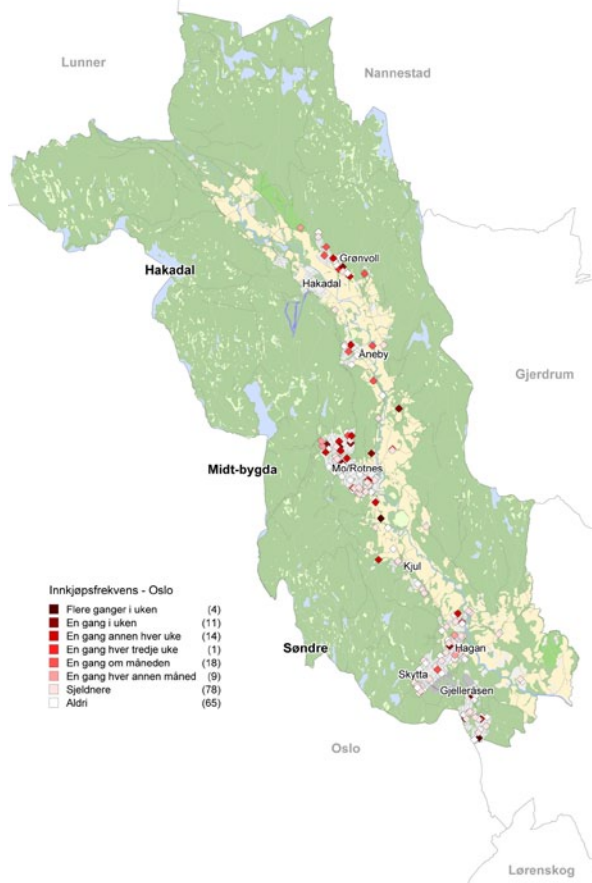 Lunner
Nannestad
Grønvoll
Hakadal
Hakadal
Åneby
Gjerdrum
Midt-bygda
Mo/Rotnes
Kjul
Innkjøpsfrekvens - Oslo
Flere ganger i uken (4)
En gang i uken (11)
En gang annen hver uke (14)
En gang hver tredje uke (1)
En gang om måneden (18)
En gang hver annen måned (9)
Sjeldnere (78)
Aldri (65)
Søndre
Hagan
Skytta
Gjelleråsen
Oslo
Lørenskog